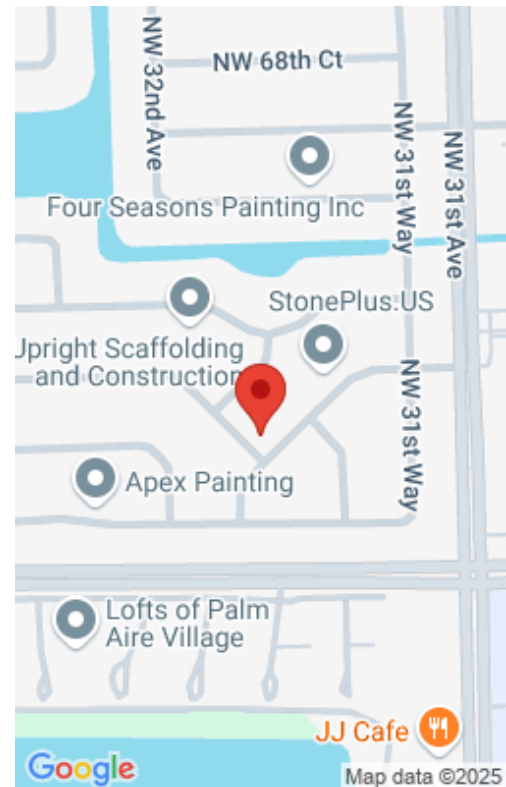 NW 68th Ct
NW 32nd Ave
NW 31st Way
NW 31st Ave
Four Seasons Painting Inc
StonePlus.US
Upright Scaffolding
and Construction
NW 31st Way
Apex Painting
Lofts of Palm
Aire Village
JJ Cafe
Google
Map data ©2025